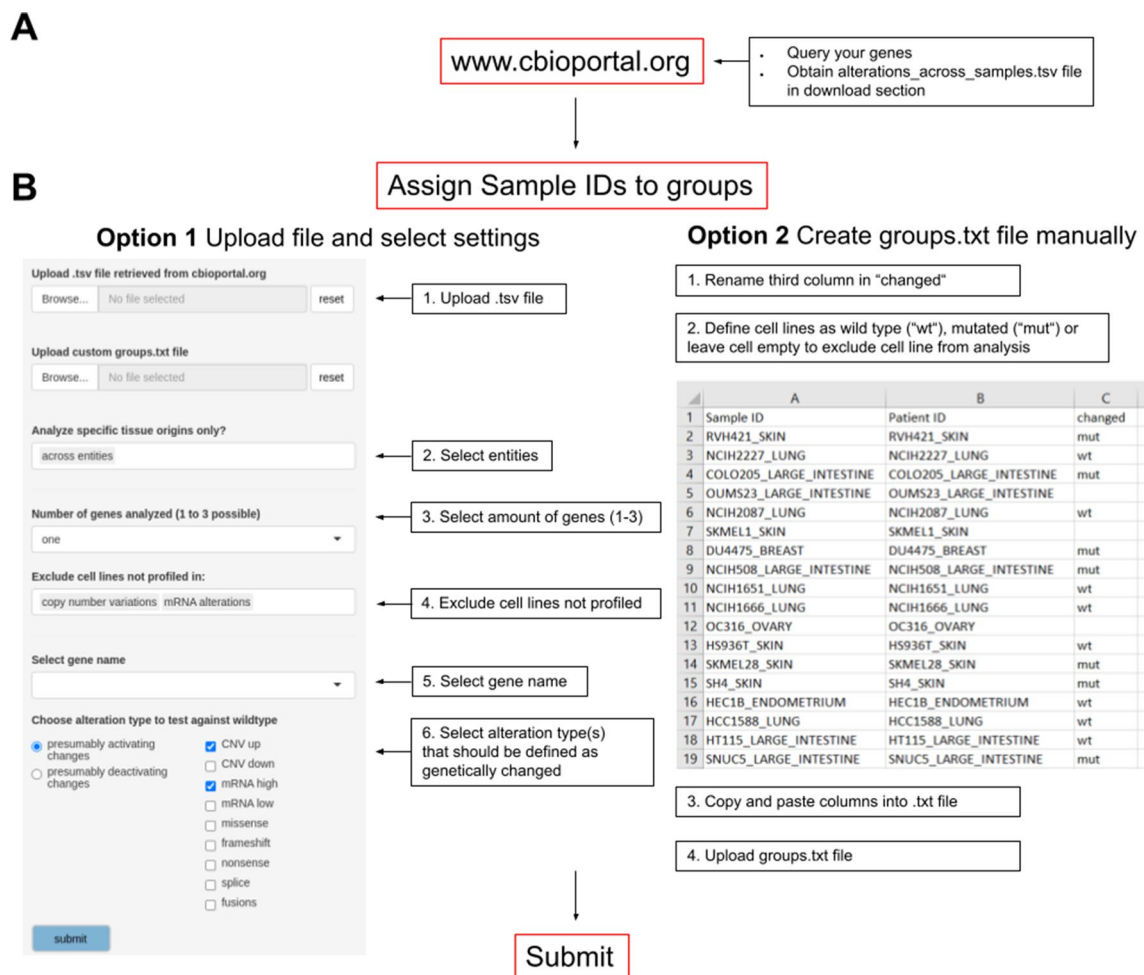 A
www.cbioportal.org
• Query your genes
• Obtain alterations_across_samples.tsv file
in download section
Assign Sample IDs to groups
B
Option 1 Upload file and select settings
Upload .tsv file retrieved from cbioportal.org
Browse... No file selected reset
1. Upload .tsv file
Upload custom groups.txt file
Browse... No file selected reset
Analyze specific tissue origins only?
across entities
2. Select entities
Number of genes analyzed (1 to 3 possible)
one
3. Select amount of genes (1-3)
Exclude cell lines not profiled in:
copy number variations mRNA alterations
4. Exclude cell lines not profiled
Select gene name
5. Select gene name
Choose alteration type to test against wildtype
presumably activating
changes
presumably deactivating
changes
CNV up
CNV down
mRNA high
mRNA low
missense
frameshift
nonsense
splice
fusions
6. Select alteration type(s)
that should be defined as
genetically changed
submit
Option 2 Create groups.txt file manually
1. Rename third column in “changed“
2. Define cell lines as wild type (“wt“), mutated (“mut“) or
leave cell empty to exclude cell line from analysis
A B C
1 Sample ID Patient ID changed
2 RVH421_SKIN RVH421_SKIN mut
3 NCIH2227_LUNG NCIH2227_LUNG wt
4 COLO205_LARGE_INTESTINE COLO205_LARGE_INTESTINE mut
5 OUMS23_LARGE_INTESTINE OUMS23_LARGE_INTESTINE
6 NCIH2087_LUNG NCIH2087_LUNG wt
7 SKMEL1_SKIN SKMEL1_SKIN
8 DU4475_BREAST DU4475_BREAST mut
9 NCIH508_LARGE_INTESTINE NCIH508_LARGE_INTESTINE mut
10 NCIH1651_LUNG NCIH1651_LUNG wt
11 NCIH1666_LUNG NCIH1666_LUNG wt
12 OC316_OVARY OC316_OVARY
13 HS936T_SKIN HS936T_SKIN wt
14 SKMEL28_SKIN SKMEL28_SKIN mut
15 SH4_SKIN SH4_SKIN mut
16 HEC1B_ENDOMETRIUM HEC1B_ENDOMETRIUM wt
17 HCC1588_LUNG HCC1588_LUNG wt
18 HT115_LARGE_INTESTINE HT115_LARGE_INTESTINE wt
19 SNUC5_LARGE_INTESTINE SNUC5_LARGE_INTESTINE mut
3. Copy and paste columns into .txt file
4. Upload groups.txt file
Submit